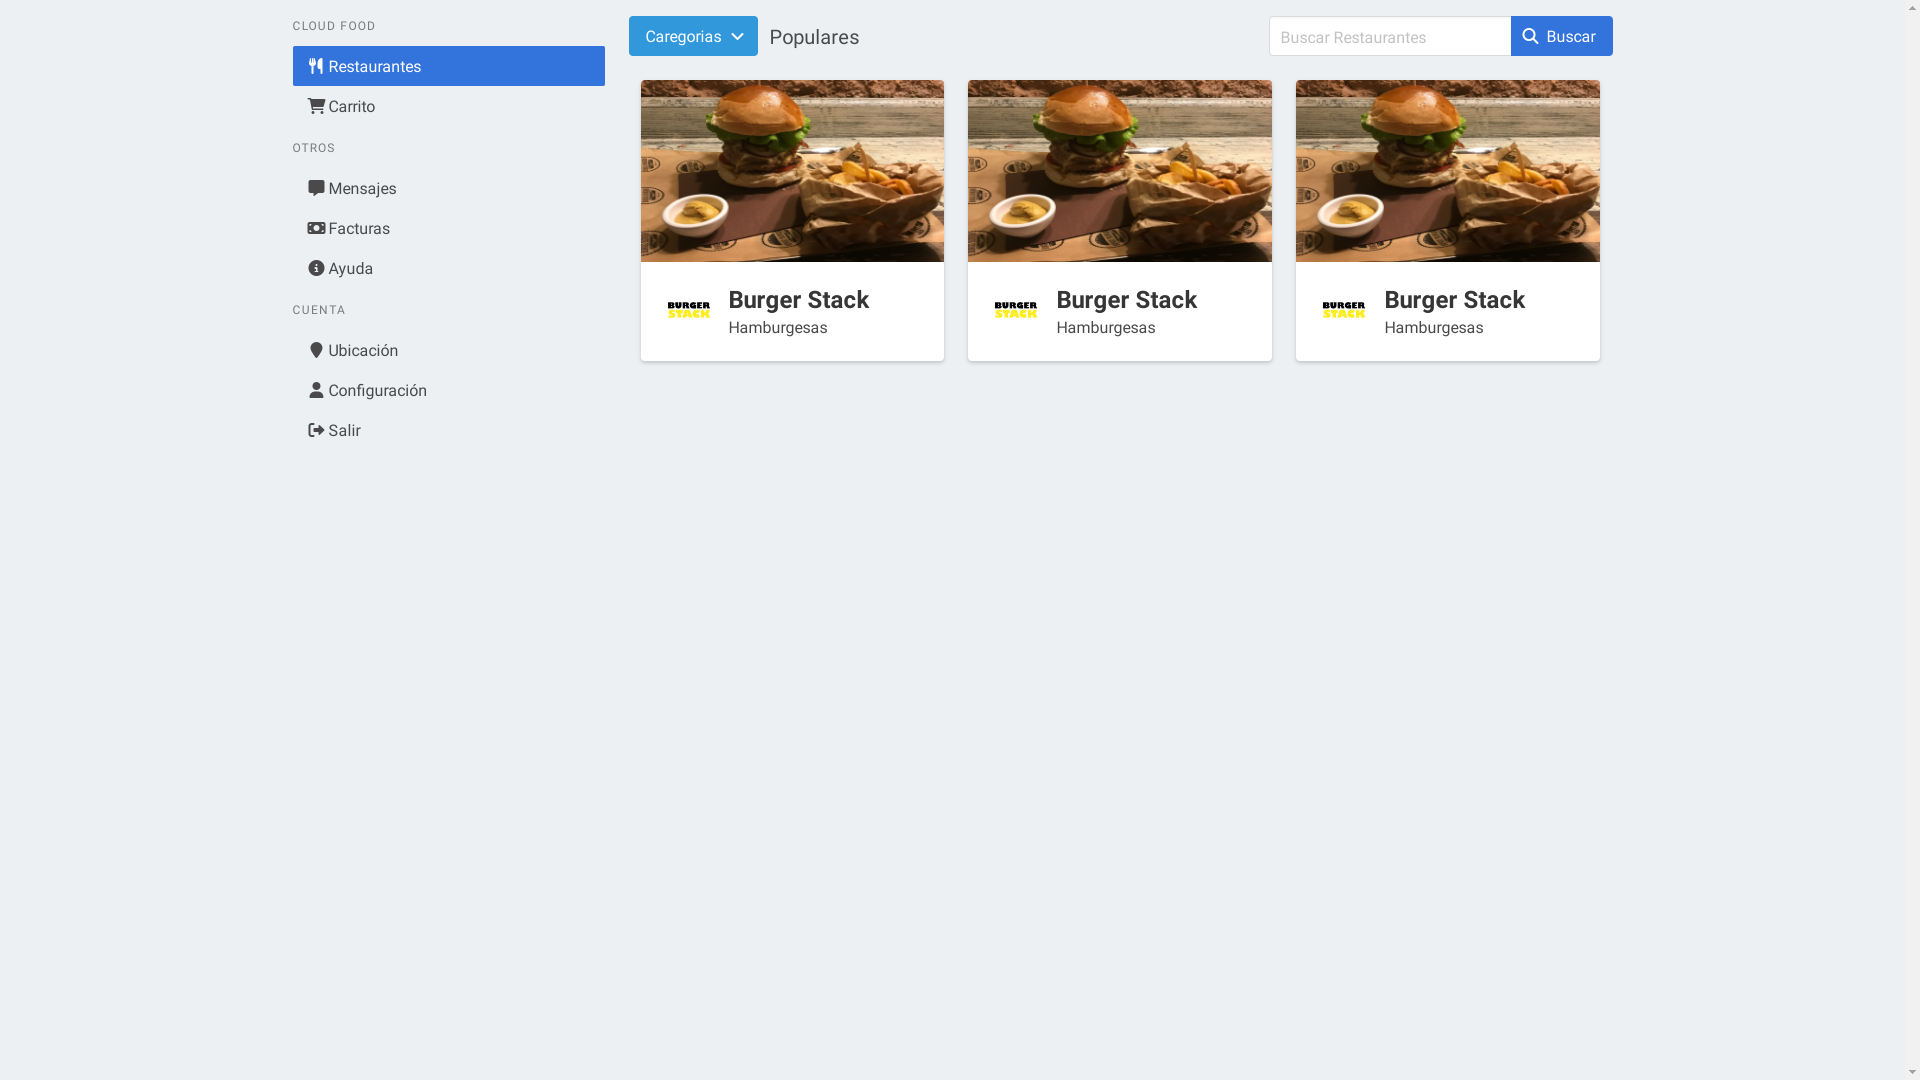 CLOUD FOOD
Restaurantes
Carrito
OTROS
Mensajes
Facturas
Ayuda
CUENTA
Ubicación
Configuración
Salir
Caregorias
Populares
Buscar Restaurantes
Buscar
BURGER
STACK
Burger Stack
Hamburgesas
BURGER
STACK
Burger Stack
Hamburgesas
BURGER
STACK
Burger Stack
Hamburgesas